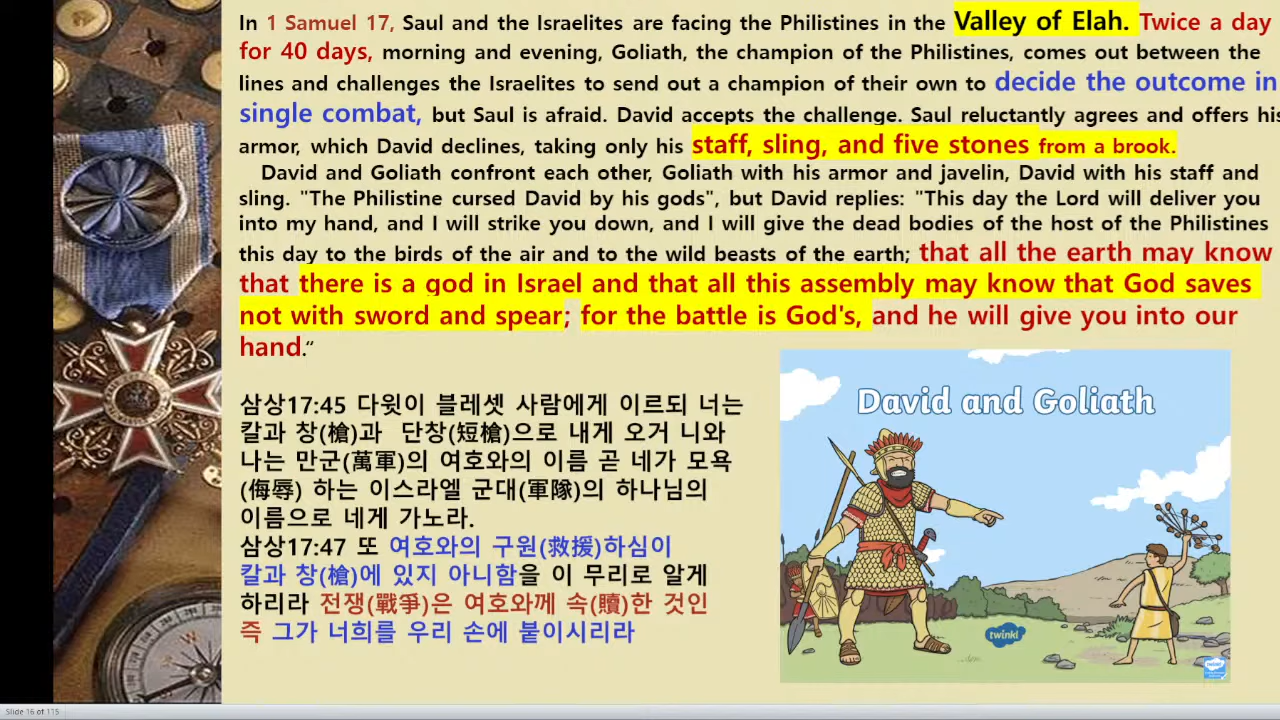 In 1 Samuel 17, Saul and the Israelites are facing the Philistines in the Valley of Elah. Twice a day
for 40 days, morning and evening, Goliath, the champion of the Philistines, comes out between the
lines and challenges the Israelites to send out a champion of their own to decide the outcome in
single combat, but Saul is afraid. David accepts the challenge. Saul reluctantly agrees and offers his
armor, which David declines, taking only his staff, sling, and five stones from a brook.
David and Goliath confront each other, Goliath with his armor and javelin, David with his staff and
sling. "The Philistine cursed David by his gods", but David replies: "This day the Lord will deliver you
into my hand, and I will strike you down, and I will give the dead bodies of the host of the Philistines
this day to the birds of the air and to the wild beasts of the earth; that all the earth may know
that there is a god in Israel and that all this assembly may know that God saves
not with sword and spear; for the battle is God's, and he will give you into our
hand.“
삼상17:45 다윗이 블레셋 사람에게 이르되 너는
칼과 창(槍)과 단창(短槍)으로 내게 오거 니와
나는 만군(萬軍)의 여호와의 이름 곧 네가 모욕
(侮辱) 하는 이스라엘 군대(軍隊)의 하나님의
이름으로 네게 가노라.
삼상17:47 또 여호와의 구원(救援)하심이
칼과 창(槍)에 있지 아니함을 이 무리로 알게
하리라 전쟁(戰爭)은 여호와께 속(贖)한 것인
즉 그가 너희를 우리 손에 붙이시리라
David and Goliath
twinkl
twinkl
Slide 16 of 115